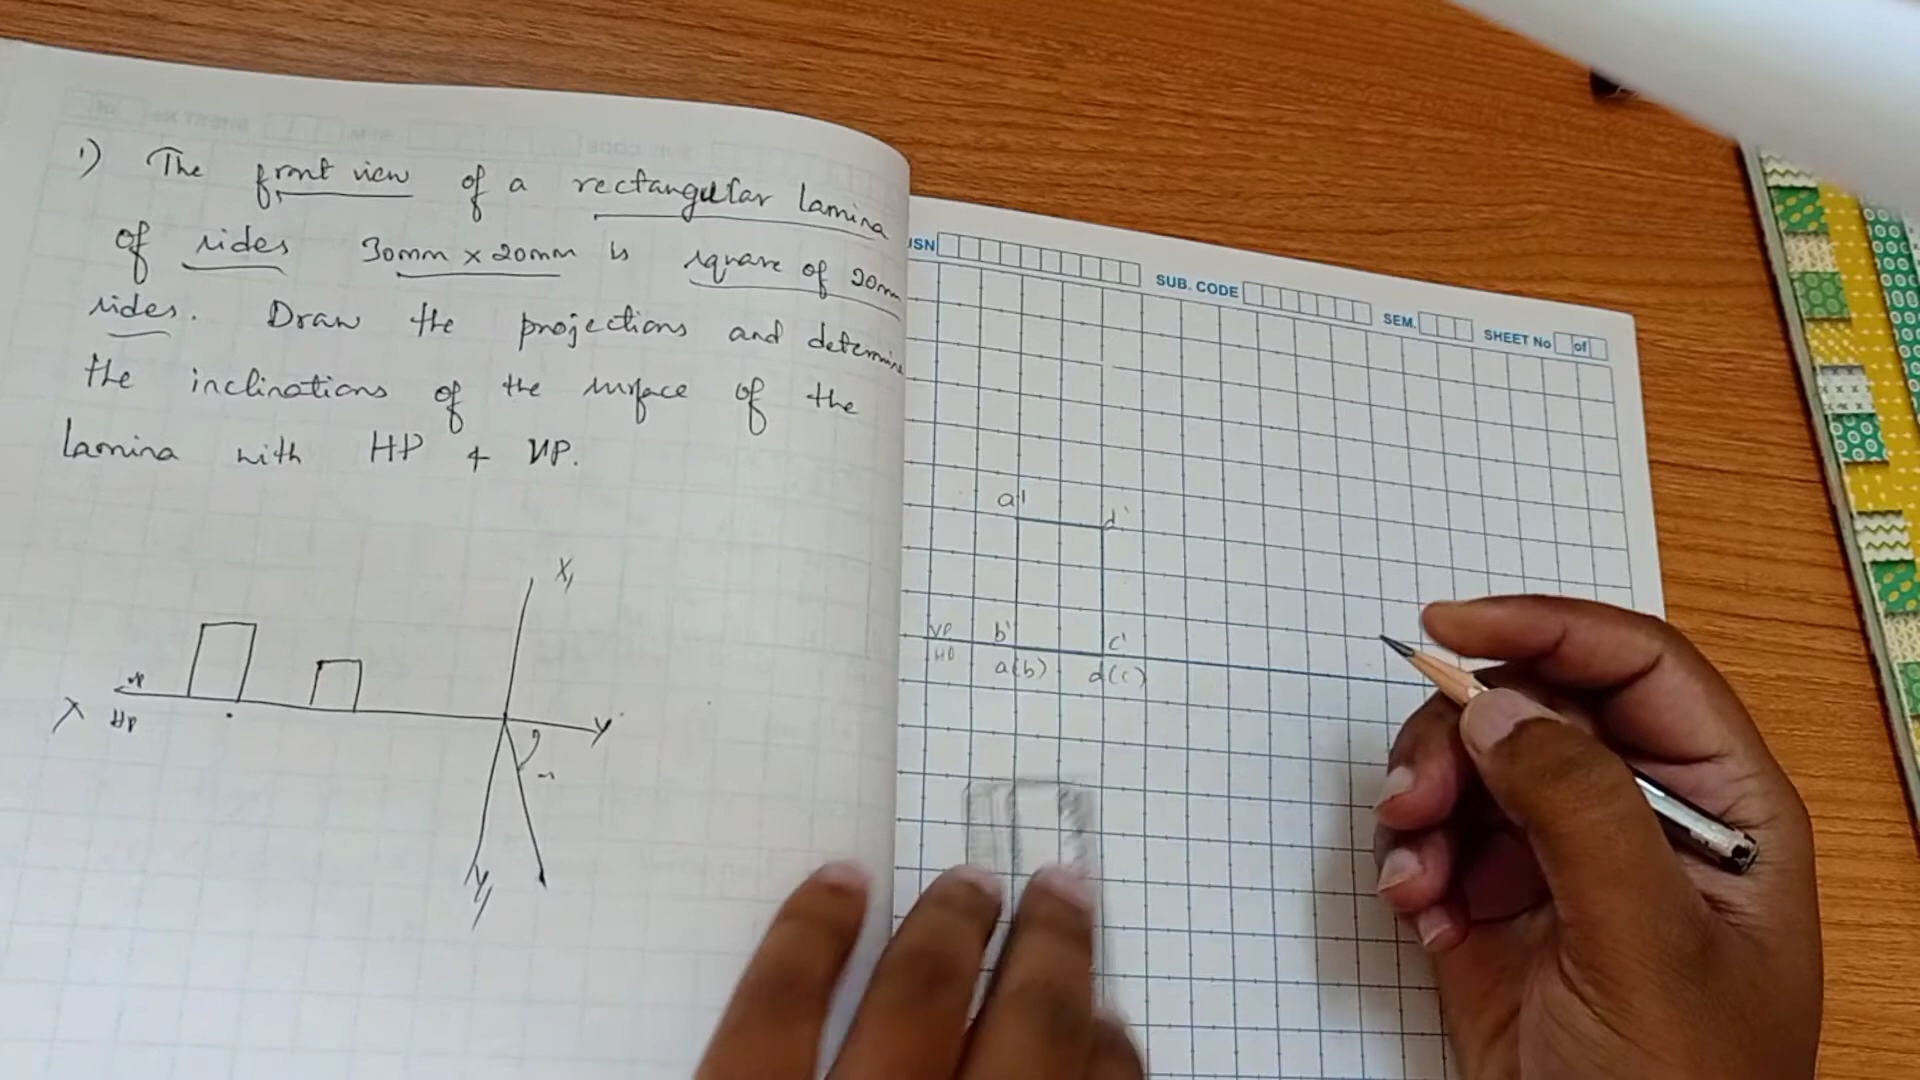 1) The front view of a rectangular lamina
of sides 30mm x 20mm is square of 20mm
sides. Draw the projections and determine
the inclinations of the surface of the
lamina with HP & VP.
X1
X
VP
HP
Y
Y1
USN
SUB. CODE
SEM.
SHEET No
of
a'
d'
VP
HP
b'
c'
a(b)
d(c)